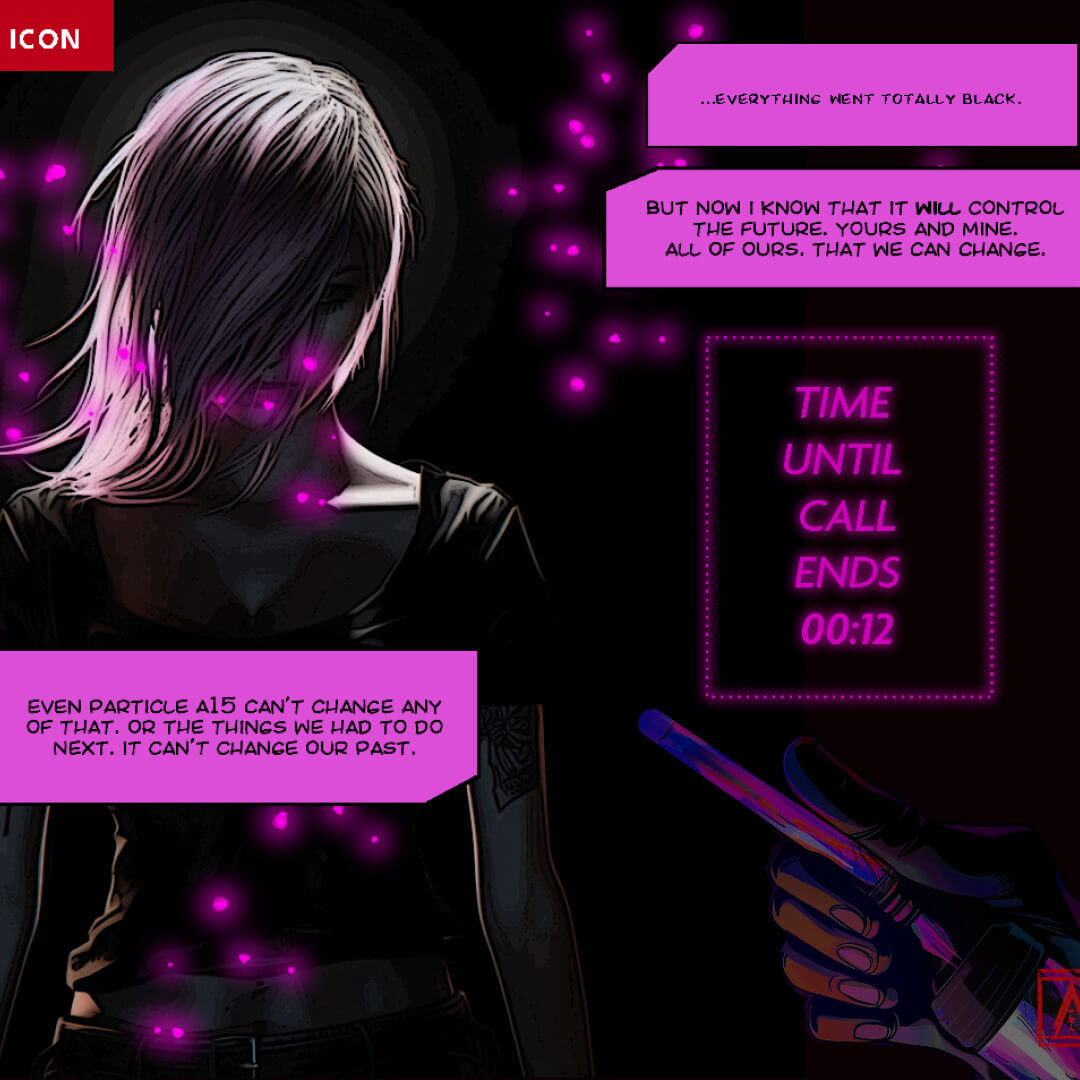 ICON
...EVERYTHING WENT TOTALLY BLACK.
BUT NOW I KNOW THAT IT WILL CONTROL
THE FUTURE. YOURS AND MINE.
ALL OF OURS. THAT WE CAN CHANGE.
TIME
UNTIL
CALL
ENDS
00:12
EVEN PARTICLE A15 CAN'T CHANGE ANY
OF THAT. OR THE THINGS WE HAD TO DO
NEXT. IT CAN'T CHANGE OUR PAST.